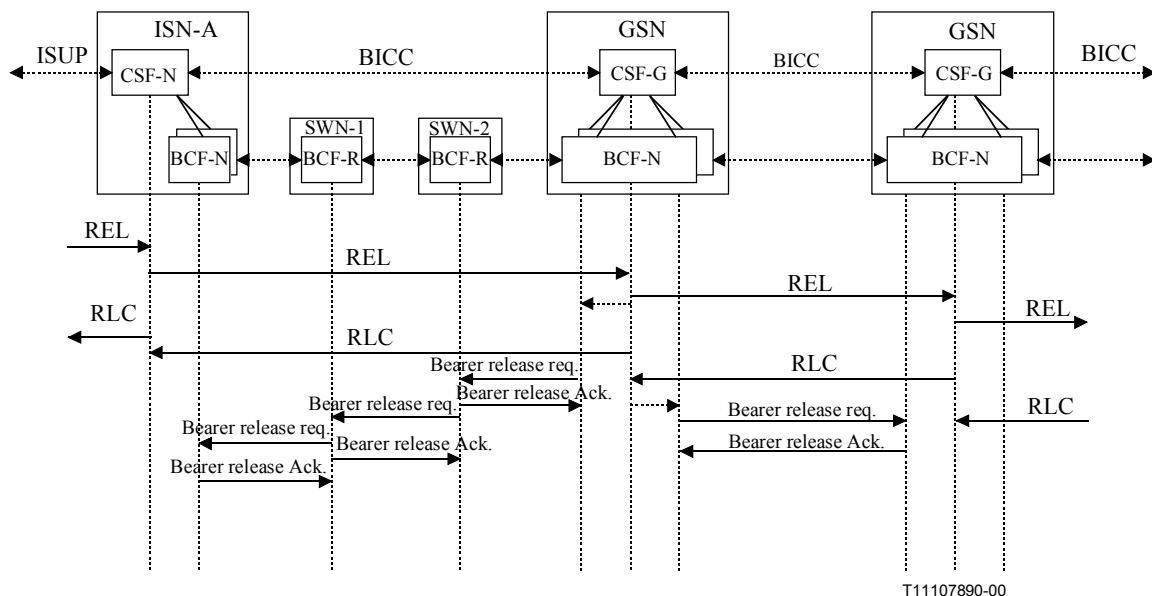 ISN-A
GSN
GSN
ISUP
CSF-N
BICC
CSF-G
BICC
CSF-G
BICC
SWN-1
SWN-2
BCF-N
BCF-R
BCF-R
BCF-N
BCF-N
REL
REL
REL
REL
RLC
RLC
Bearer release req.
RLC
Bearer release req.
Bearer release Ack.
Bearer release req.
RLC
Bearer release req.
Bearer release Ack.
Bearer release Ack.
Bearer release Ack.
T11107890-00